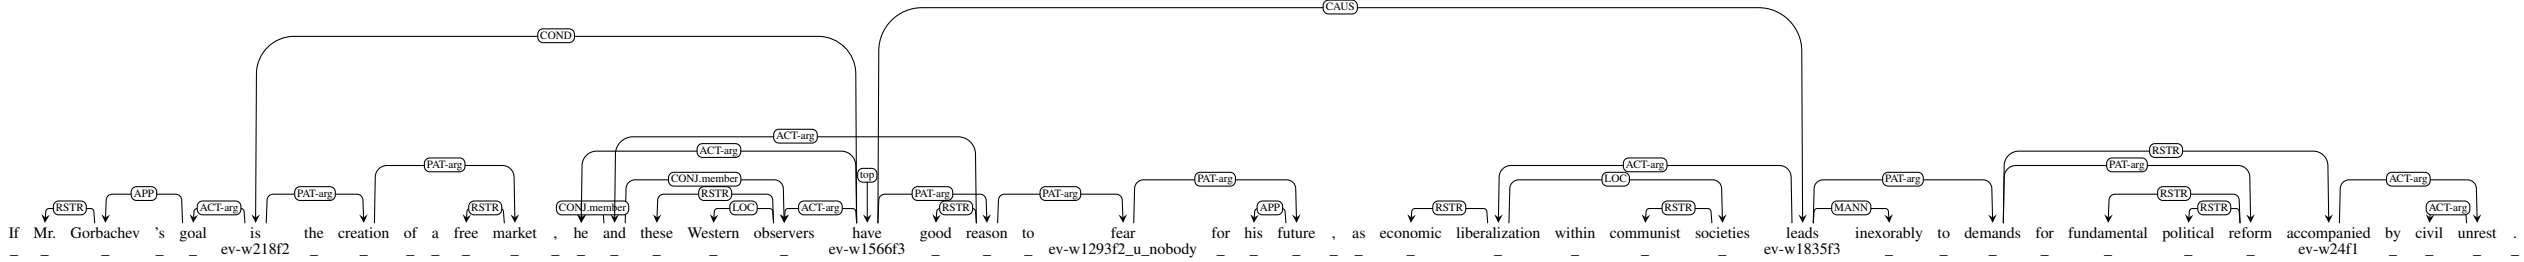 CAUS
COND
ACT-arg
ACT-arg RSTR
PAT-arg top PAT-arg
CONJ.member PAT-arg PAT-arg LOC PAT-arg ACT-arg
APP PAT-arg RSTR PAT-arg PAT-arg RSTR
RSTR ACT-arg RSTR CONJ.member LOC ACT-arg RSTR APP RSTR RSTR MANN RSTR ACT-arg
If Mr. Gorbachev 's goal is the creation of a free market , he and these Western observers have good reason to fear for his future , as economic liberalization within communist societies leads inexorably to demands for fundamental political reform accompanied by civil unrest .
_ _ _ _ _ ev-w218f2 _ _ _ _ _ _ _ _ _ _ _ _ ev-w1566f3 _ _ _ ev-w1293f2_u_nobody _ _ _ _ _ _ _ _ _ _ ev-w1835f3 _ _ _ _ _ _ _ ev-w24f1 _ _ _ _